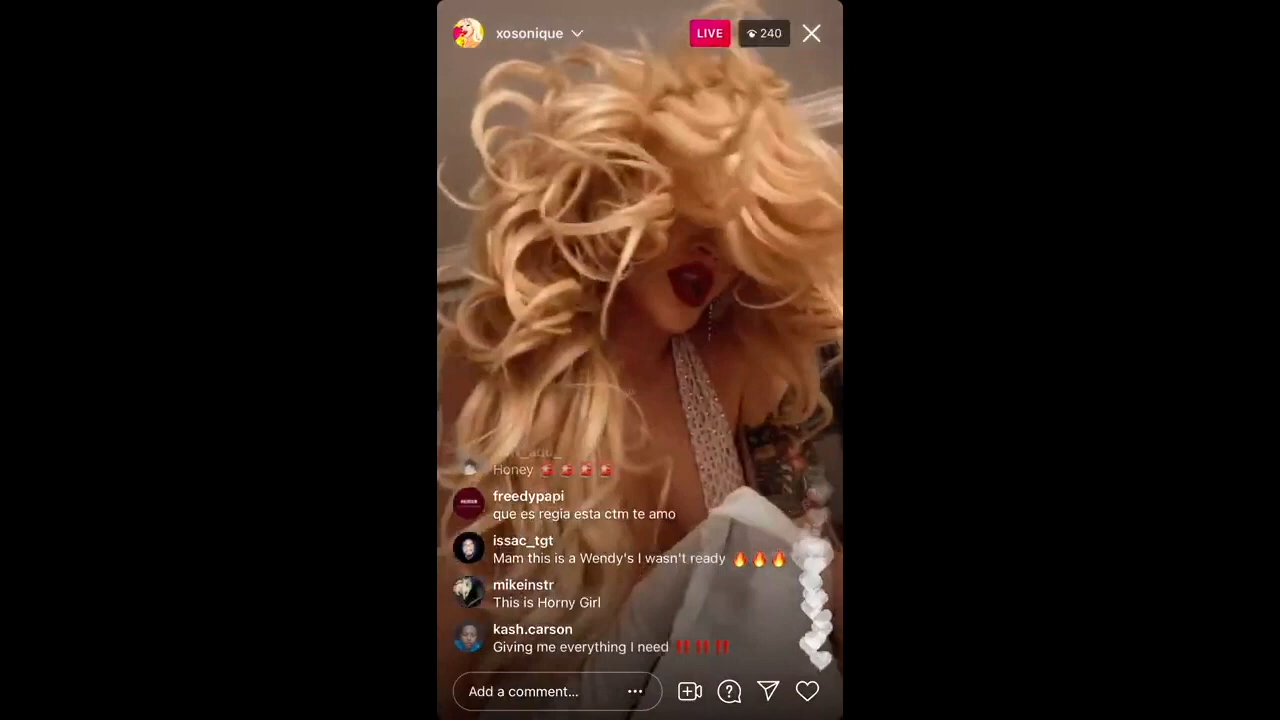 xosonique
LIVE
240
Honey
freedypapi
que es regia esta ctm te amo
issac_tgt
Mam this is a Wendy's I wasn't ready 🔥🔥🔥
mikeinstr
This is Horny Girl
kash.carson
Giving me everything I need ‼️‼️‼️
Add a comment...